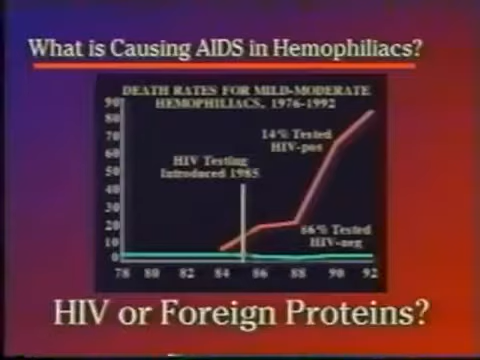 What is Causing AIDS in Hemophiliacs?
DEATH RATES FOR MILD-MODERATE
HEMOPHILIACS, 1976-1992
90
80
70
60
50
40
30
20
10
0
14% Tested
HIV-pos
HIV Testing
Introduced 1985
66% Tested
HIV-neg
78 80 82 84 86 88 90 92
HIV or Foreign Proteins?